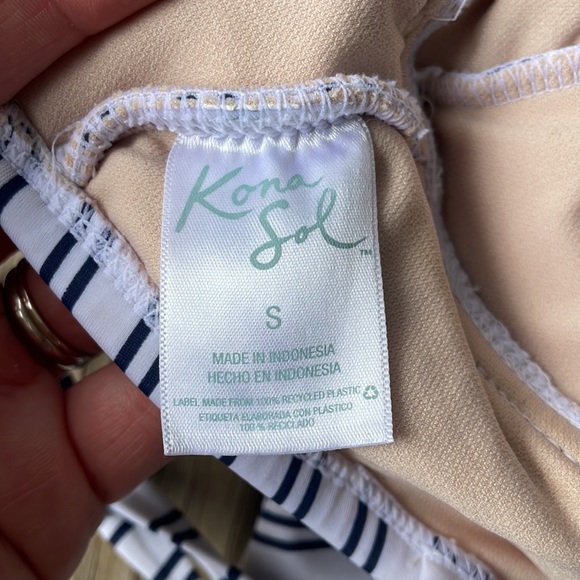 Kona
Sol™
S
MADE IN INDONESIA
HECHO EN INDONESIA
LABEL MADE FROM 100% RECYCLED PLASTIC
ETIQUETA ELABORADA CON PLASTICO
100 % RECICLADO